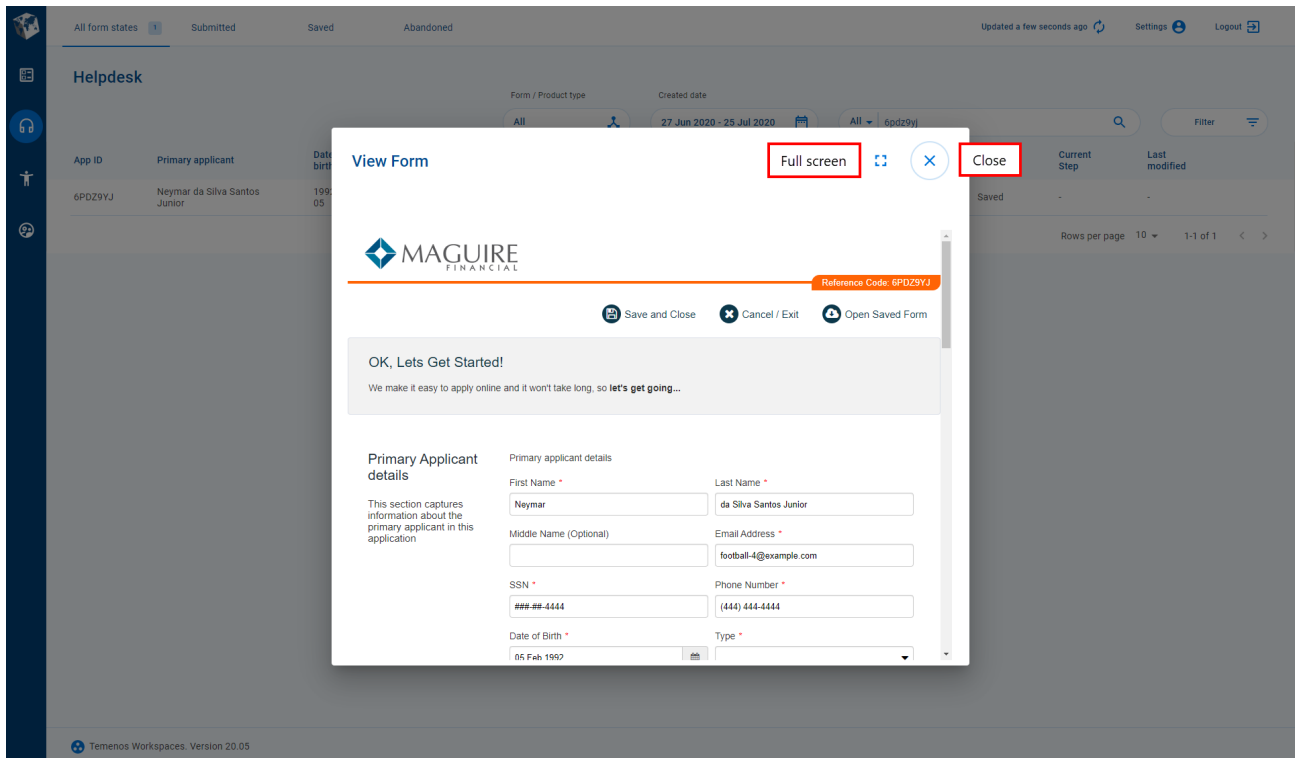 All form states 1 Submitted Saved Abandoned Updated a few seconds ago Settings Logout
Helpdesk
Form / Product type Created date
All 27 Jun 2020 - 25 Jul 2020 All 6pdz9yj Filter
App ID Primary applicant Date birth Current Step Last modified
6PDZ9YJ Neymar da Silva Santos Junior 199 05 Saved - -
Rows per page 10 1-1 of 1
View Form Full screen Close
MAGUIRE
FINANCIAL
Reference Code: 6PDZ9YJ
Save and Close Cancel / Exit Open Saved Form
OK, Lets Get Started!
We make it easy to apply online and it won't take long, so let's get going...
Primary Applicant
details
This section captures
information about the
primary applicant in this
application
Primary applicant details
First Name * Last Name *
Neymar da Silva Santos Junior
Middle Name (Optional) Email Address *
football-4@example.com
SSN * Phone Number *
###-##-4444 (444) 444-4444
Date of Birth * Type *
05 Feb 1992
Temenos Workspaces. Version 20.05